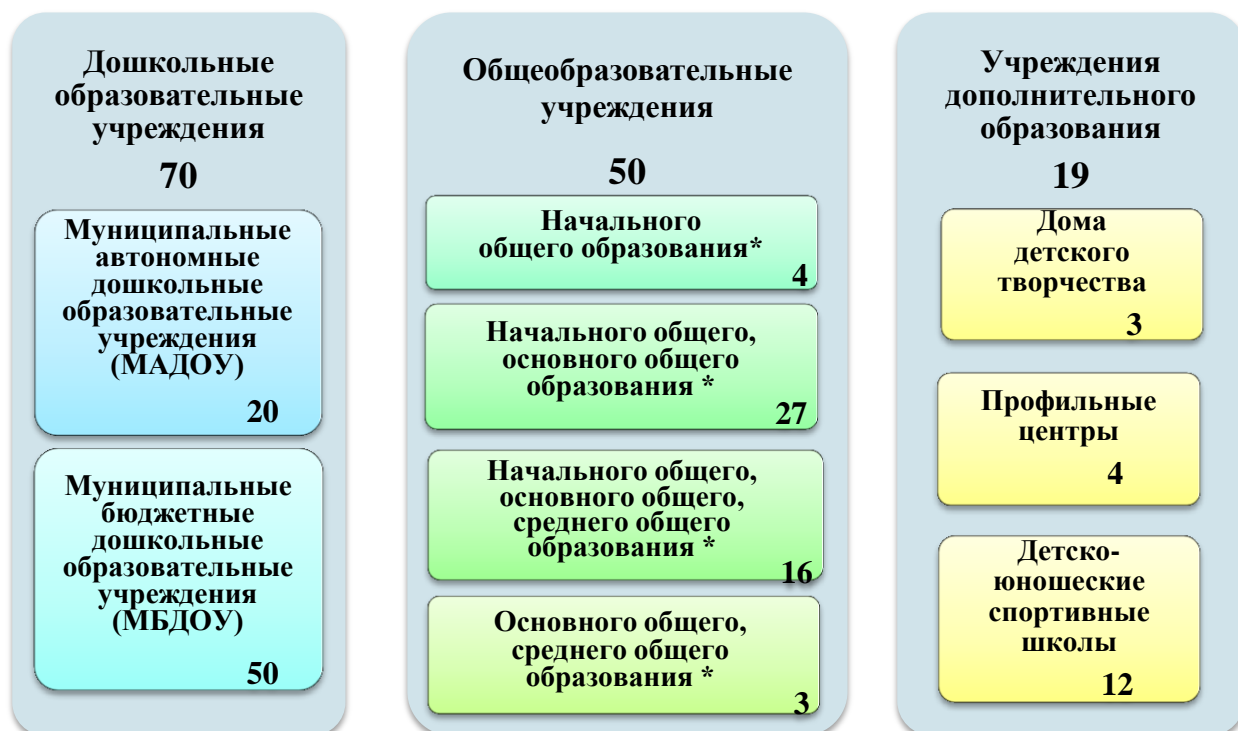 Дошкольные
образовательные
учреждения
70
Муниципальные
автономные
дошкольные
образовательные
учреждения
(МАДОУ)
20
Муниципальные
бюджетные
дошкольные
образовательные
учреждения
(МБДОУ)
50
Общеобразовательные
учреждения
50
Начального
общего образования*
4
Начального общего,
основного общего
образования *
27
Начального общего,
основного общего,
среднего общего
образования *
16
Основного общего,
среднего общего
образования *
3
Учреждения
дополнительного
образования
19
Дома
детского
творчества
3
Профильные
центры
4
Детско-
юношеские
спортивные
школы
12